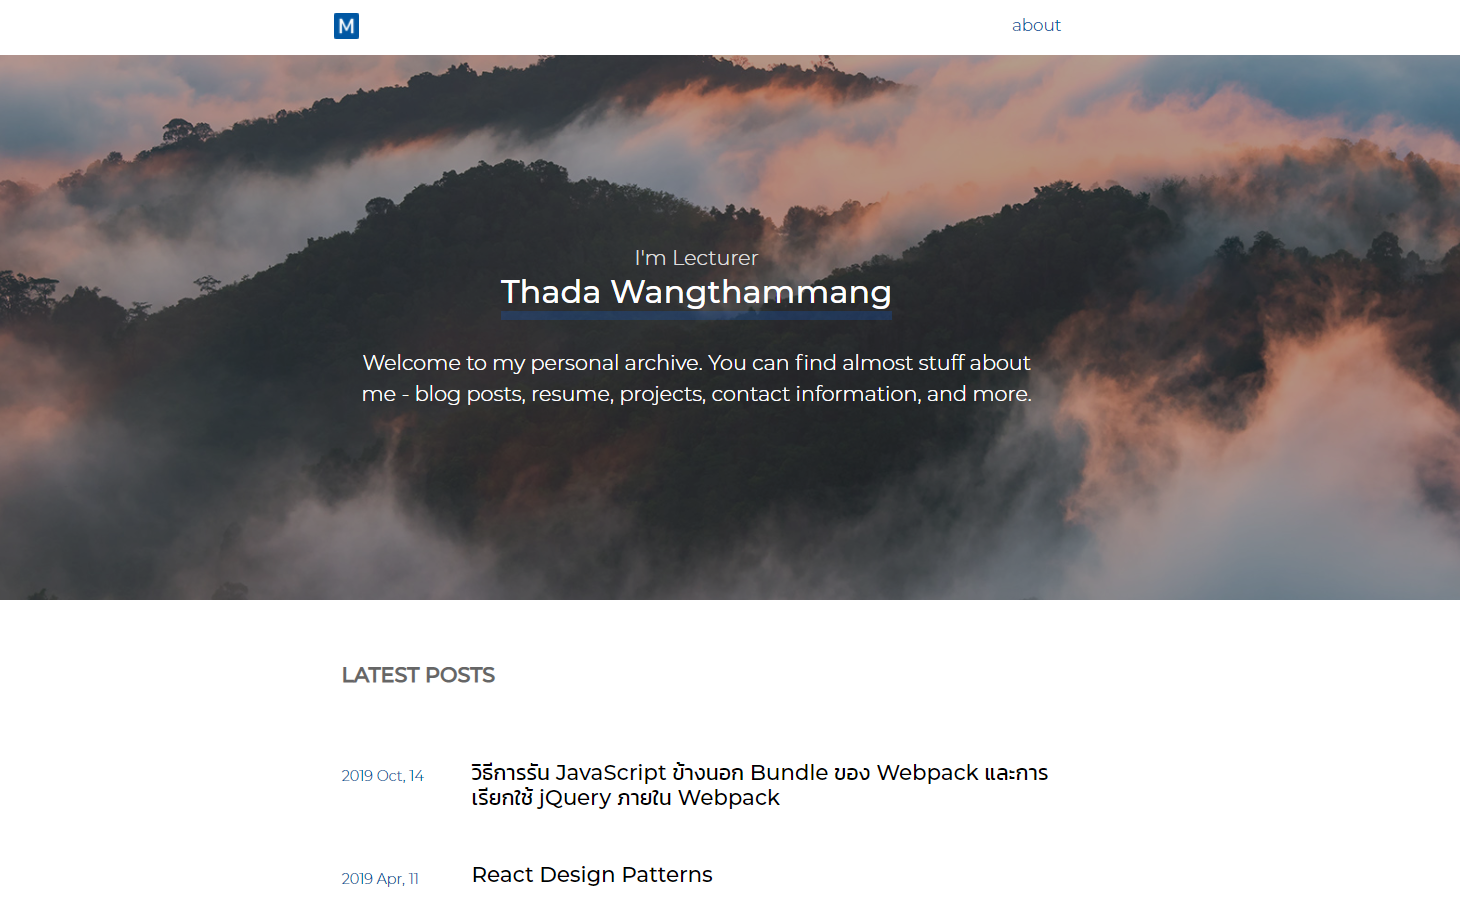 M
about
I'm Lecturer
Thada Wangthammang
Welcome to my personal archive. You can find almost stuff about
me - blog posts, resume, projects, contact information, and more.
LATEST POSTS
2019 Oct, 14
วิธีการรัน JavaScript ข้างนอก Bundle ของ Webpack และการ
เรียกใช้ jQuery ภายใน Webpack
2019 Apr, 11
React Design Patterns